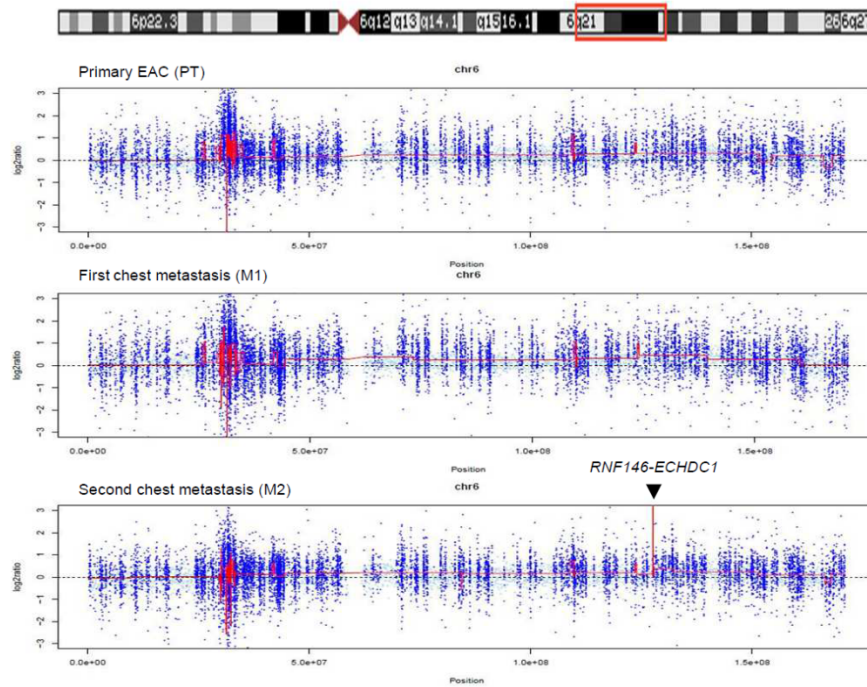 6p22.3 6q12 q13 q14.1 q15 16.1 6q21 26 6q27
Primary EAC (PT)
chr6
log2ratio
3
2
1
0
-1
-2
-3
0.0e+00 5.0e+07 1.0e+08 1.5e+08
Position
First chest metastasis (M1)
chr6
log2ratio
3
2
1
0
-1
-2
-3
0.0e+00 5.0e+07 1.0e+08 1.5e+08
Position
RNF146-ECHDC1
Second chest metastasis (M2)
chr6
log2ratio
3
2
1
0
-1
-2
-3
0.0e+00 5.0e+07 1.0e+08 1.5e+08
Position